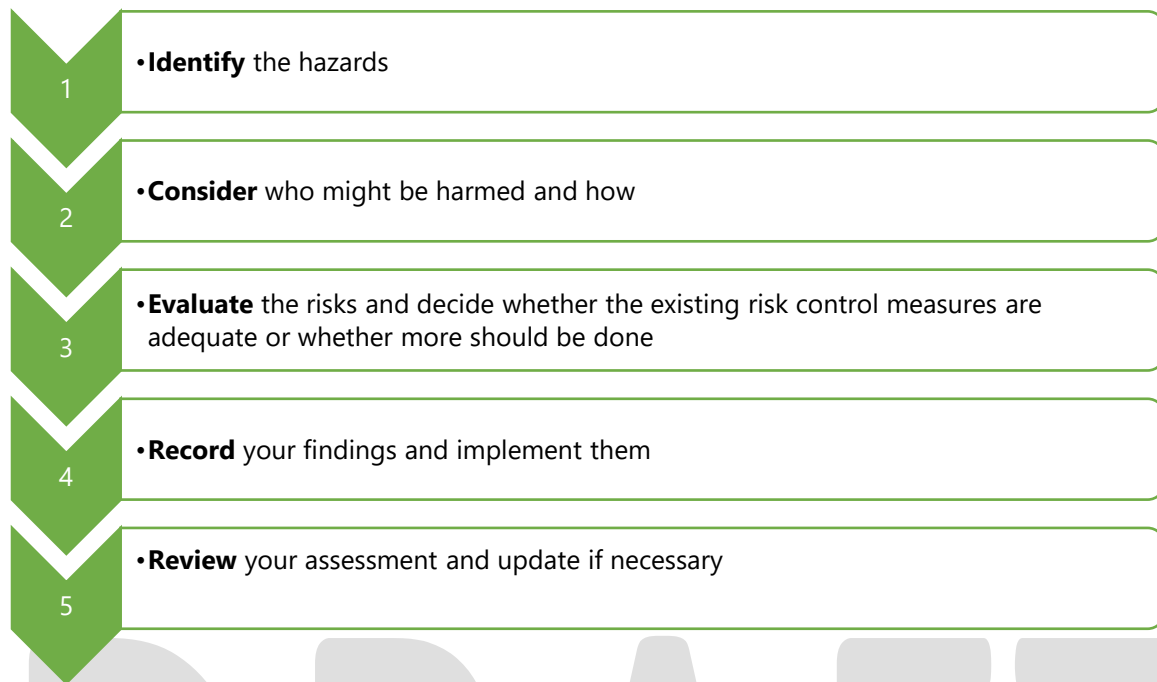 1
•Identify the hazards
2
•Consider who might be harmed and how
3
•Evaluate the risks and decide whether the existing risk control measures are
adequate or whether more should be done
4
•Record your findings and implement them
5
•Review your assessment and update if necessary
DRAFT